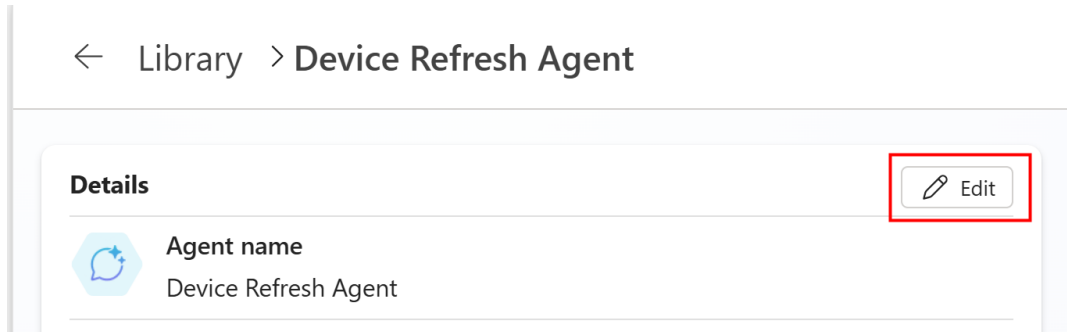 Library > Device Refresh Agent
Details
Edit
Agent name
Device Refresh Agent